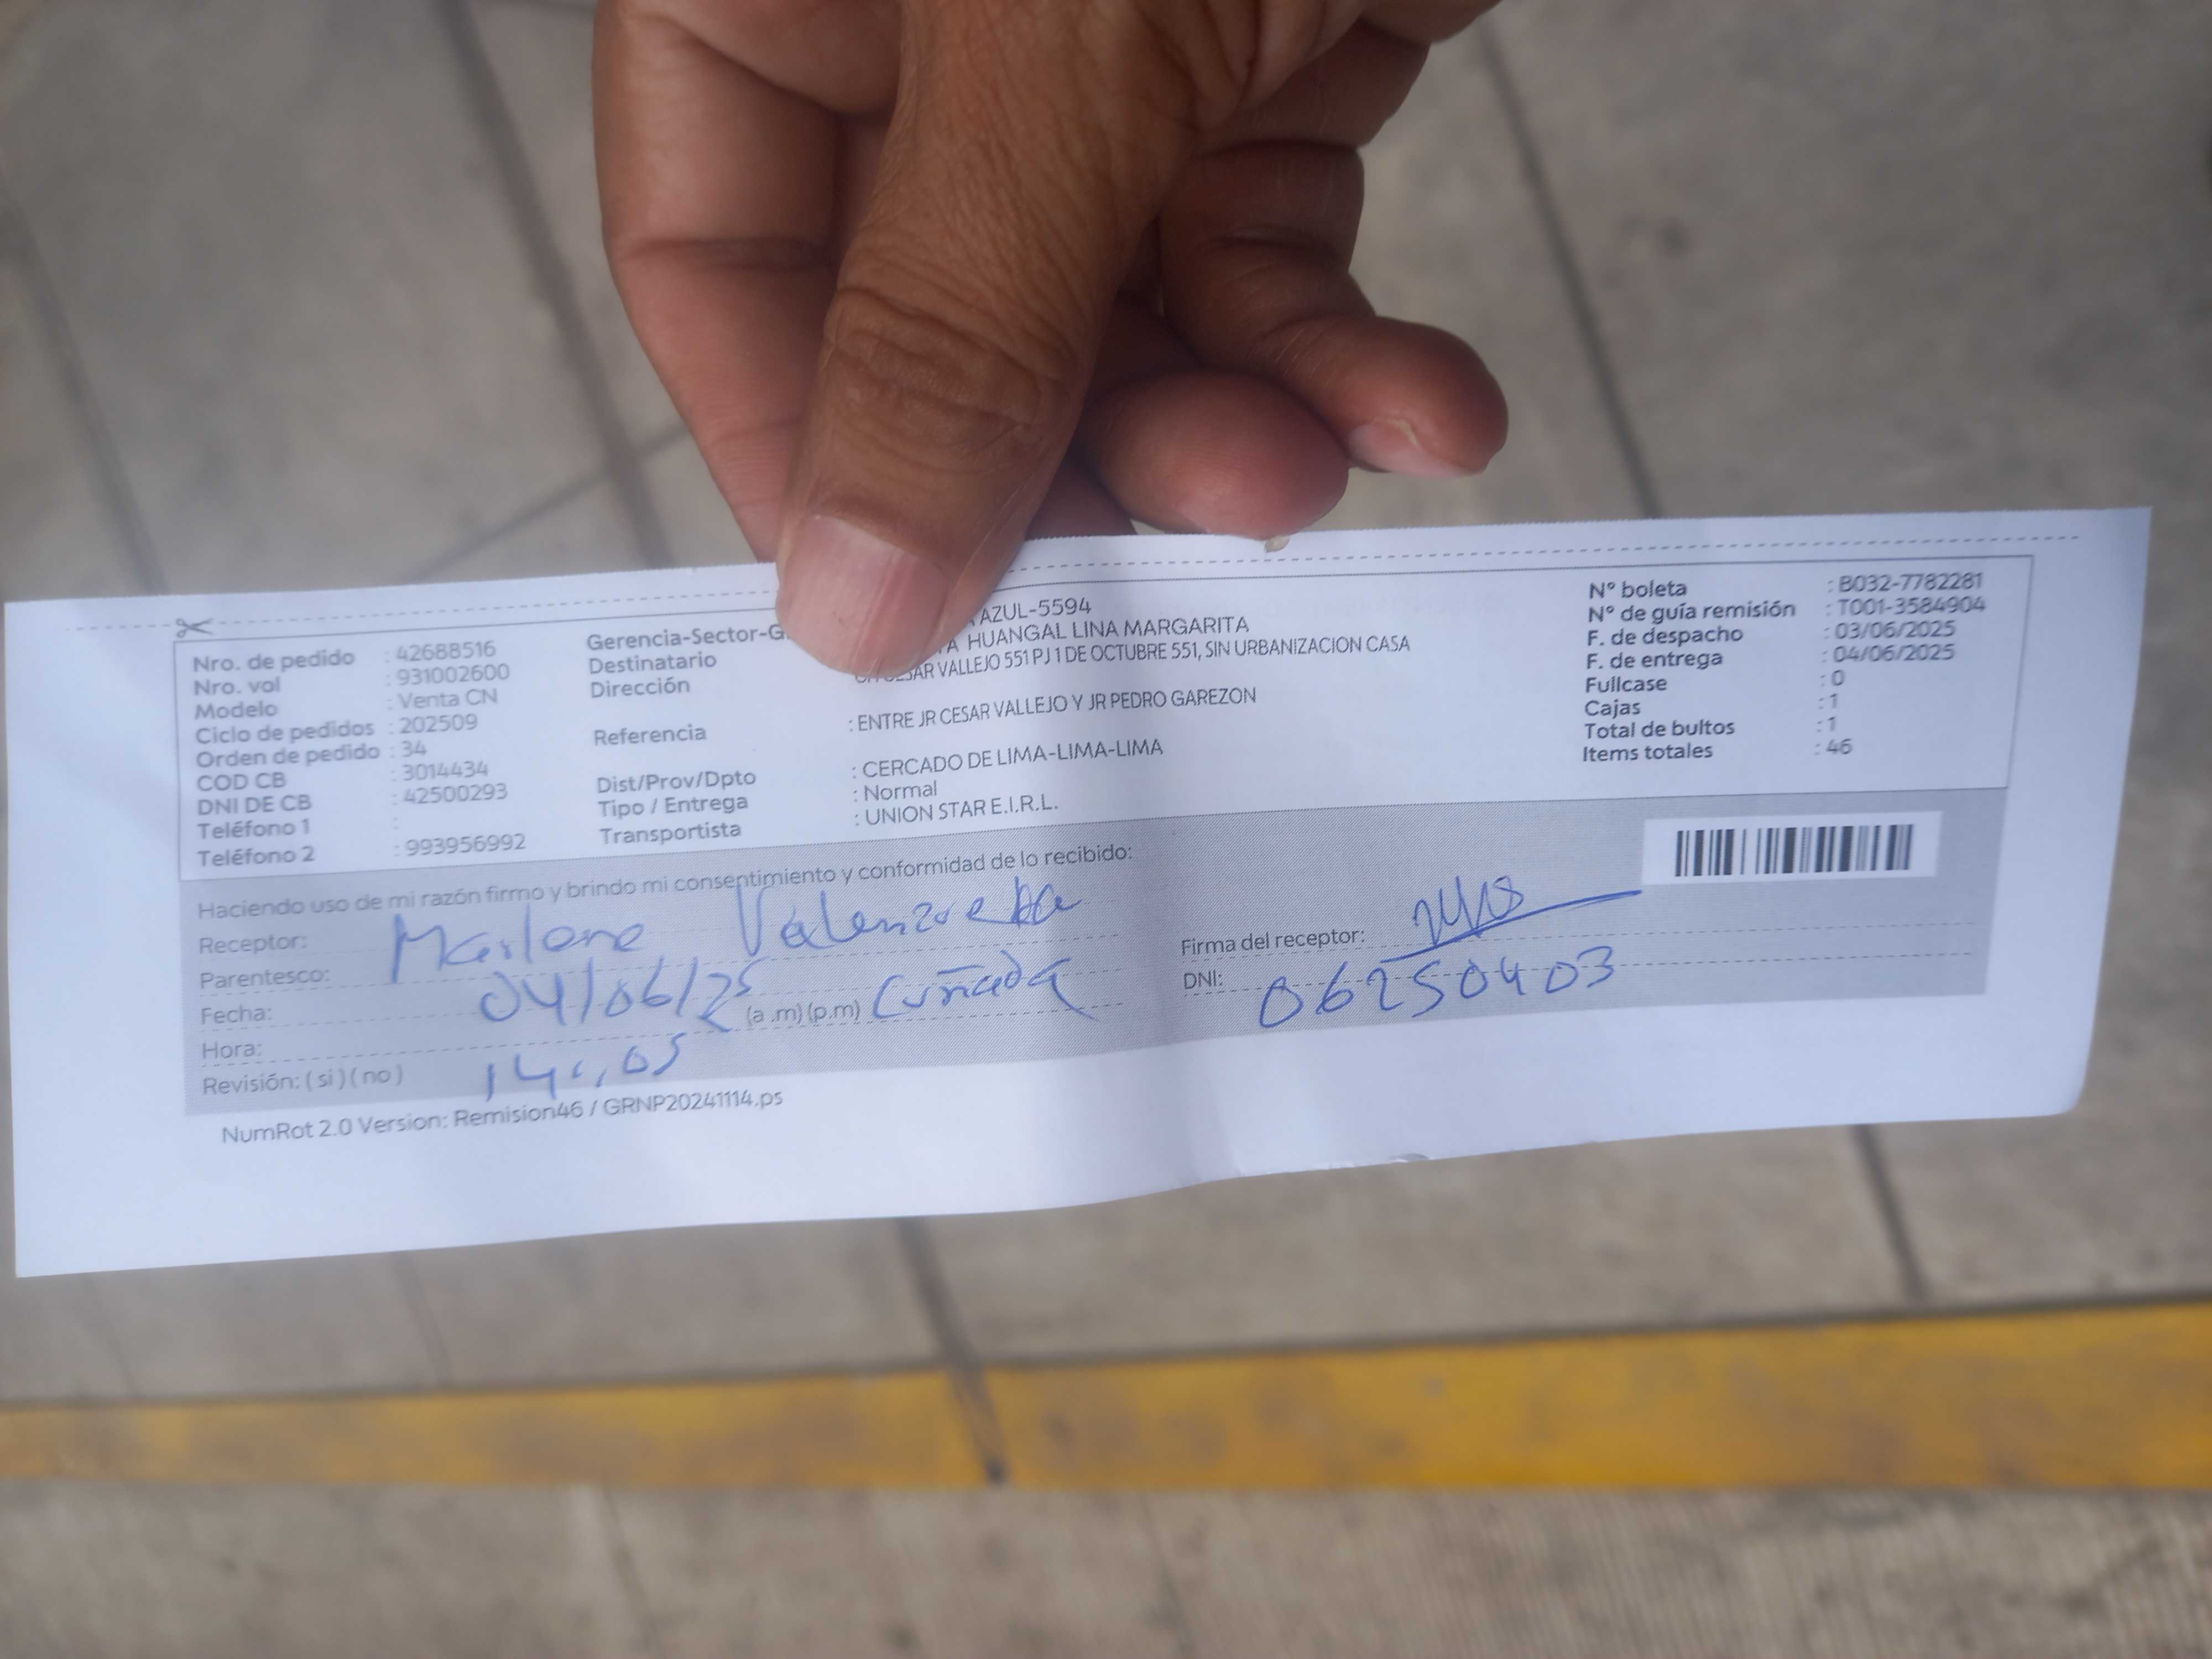 Nro. de pedido : 42688516
Nro. vol : 931002600
Modelo : Venta CN
Ciclo de pedidos : 202509
Orden de pedido : 34
COD CB : 3014434
DNI DE CB : 42500293
Teléfono 1 :
Teléfono 2 : 993956992
Gerencia-Sector-G AZUL-5594
Destinatario HUANGAL LINA MARGARITA
Dirección VALLEJO 551 PJ 1 DE OCTUBRE 551, SIN URBANIZACION CASA
Referencia : ENTRE JR CESAR VALLEJO Y JR PEDRO GAREZON
Dist/Prov/Dpto : CERCADO DE LIMA-LIMA-LIMA
Tipo / Entrega : Normal
Transportista : UNION STAR E.I.R.L.
N° boleta : B032-7782281
N° de guía remisión : T001-3584904
F. de despacho : 03/06/2025
F. de entrega : 04/06/2025
Fullcase : 0
Cajas : 1
Total de bultos : 1
Items totales : 46
Haciendo uso de mi razón firmo y brindo mi consentimiento y conformidad de lo recibido:
Receptor: Marlene Valenzuela
Parentesco: Cuñada
Fecha: 04/06/25
Hora: (a .m) (p.m)
Revisión: ( si ) ( no )
Firma del receptor:
DNI: 06250403
NumRot 2.0 Version: Remision46 / GRNP20241114.ps